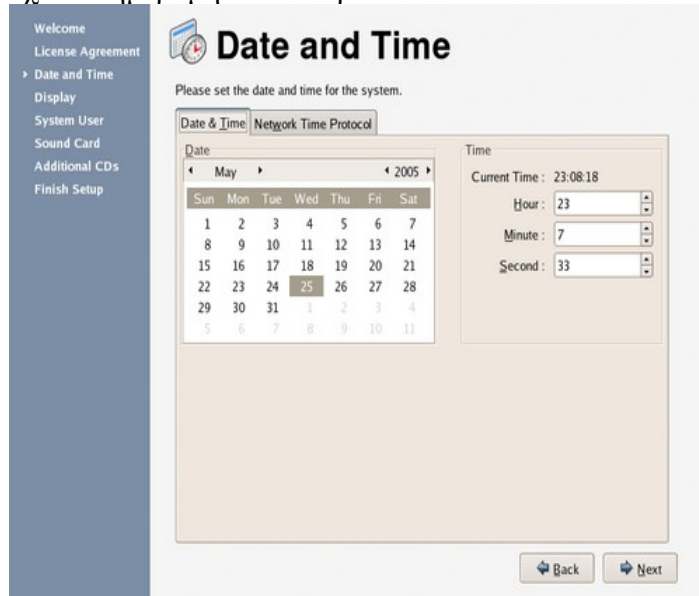 Welcome
License Agreement
Date and Time
Display
System User
Sound Card
Additional CDs
Finish Setup
Date and Time
Please set the date and time for the system.
Date & Time
Network Time Protocol
Date
May
2005
Sun Mon Tue Wed Thu Fri Sat
1 2 3 4 5 6 7
8 9 10 11 12 13 14
15 16 17 18 19 20 21
22 23 24 25 26 27 28
29 30 31 1 2 3 4
5 6 7 8 9 10 11
Time
Current Time : 23:08:18
Hour : 23
Minute : 7
Second : 33
Back
Next